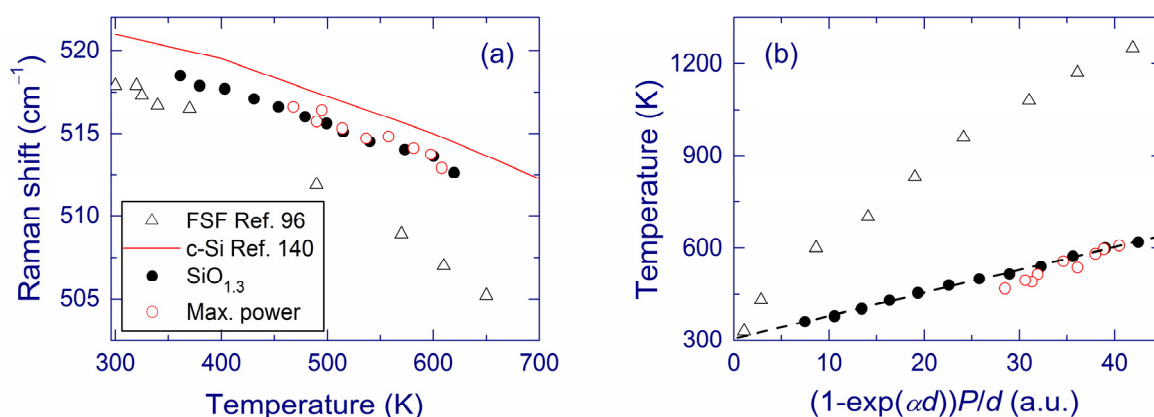 (a)
Raman shift (cm⁻¹)
520
515
510
505
FSF Ref. 96
c-Si Ref. 140
SiO₁.₃
Max. power
300 400 500 600 700
Temperature (K)
(b)
Temperature (K)
1200
900
600
300
0 10 20 30 40
(1-exp(αd))P/d (a.u.)